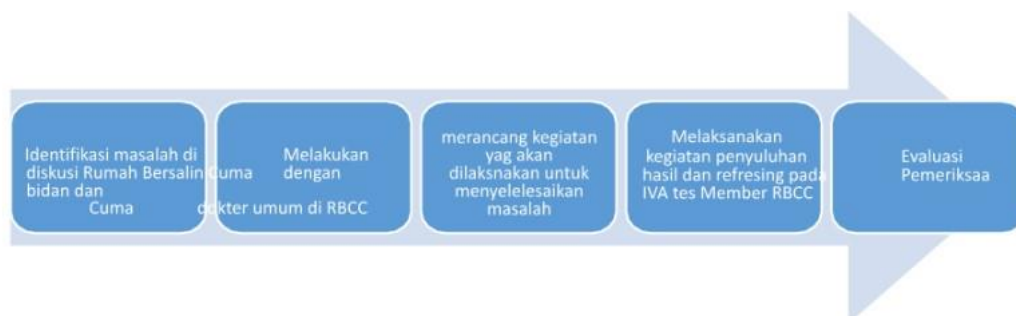 Identifikasi masalah di
diskusi Rumah Bersalin Cuma
bidan dan
Cuma
Melakukan
dengan
dokter umum di RBCC
merancang kegiatan
yag akan
dilaksnakan untuk
menyelelesaikan
masalah
Melaksanakan
kegiatan penyuluhan
hasil dan refresing pada
IVA tes Member RBCC
Evaluasi
Pemeriksaa